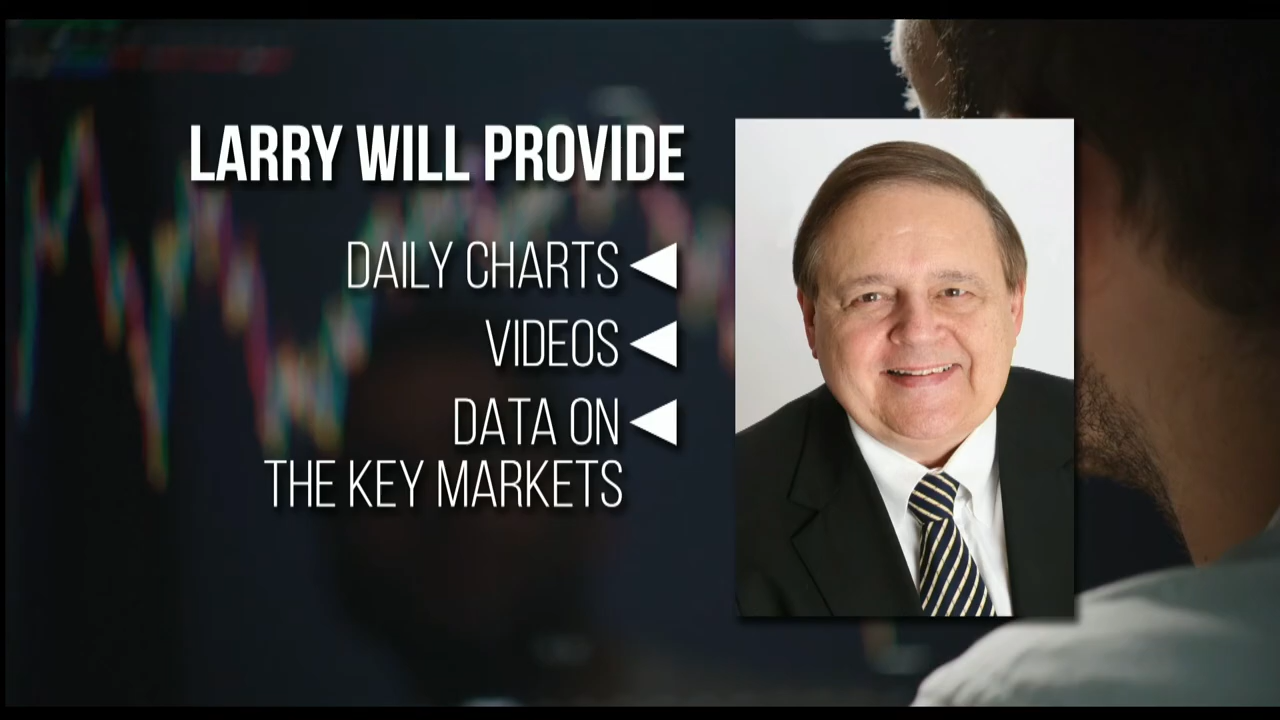 LARRY WILL PROVIDE
DAILY CHARTS
VIDEOS
DATA ON
THE KEY MARKETS